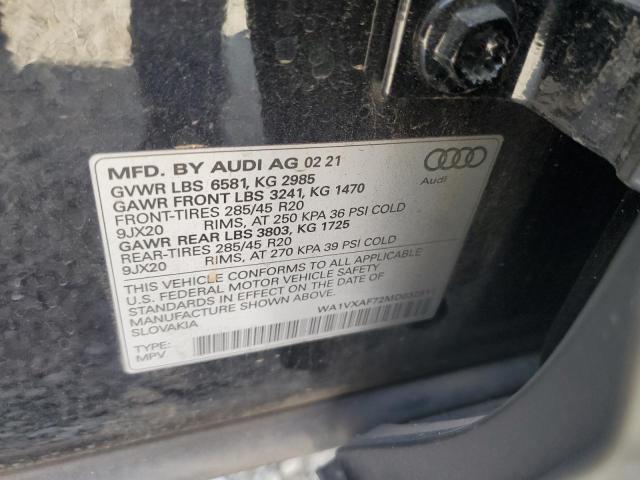 MFD. BY AUDI AG 02 21
GVWR LBS 6581, KG 2985
GAWR FRONT LBS 3241, KG 1470
FRONT-TIRES 285/45 R20
9JX20 RIMS, AT 250 KPA 36 PSI COLD
GAWR REAR LBS 3803, KG 1725
REAR-TIRES 285/45 R20
9JX20 RIMS, AT 270 KPA 39 PSI COLD
THIS VEHICLE CONFORMS TO ALL APPLICABLE
U.S. FEDERAL MOTOR VEHICLE SAFETY
STANDARDS IN EFFECT ON THE DATE OF
MANUFACTURE SHOWN ABOVE.
SLOVAKIA
TYPE:
MPV
Audi